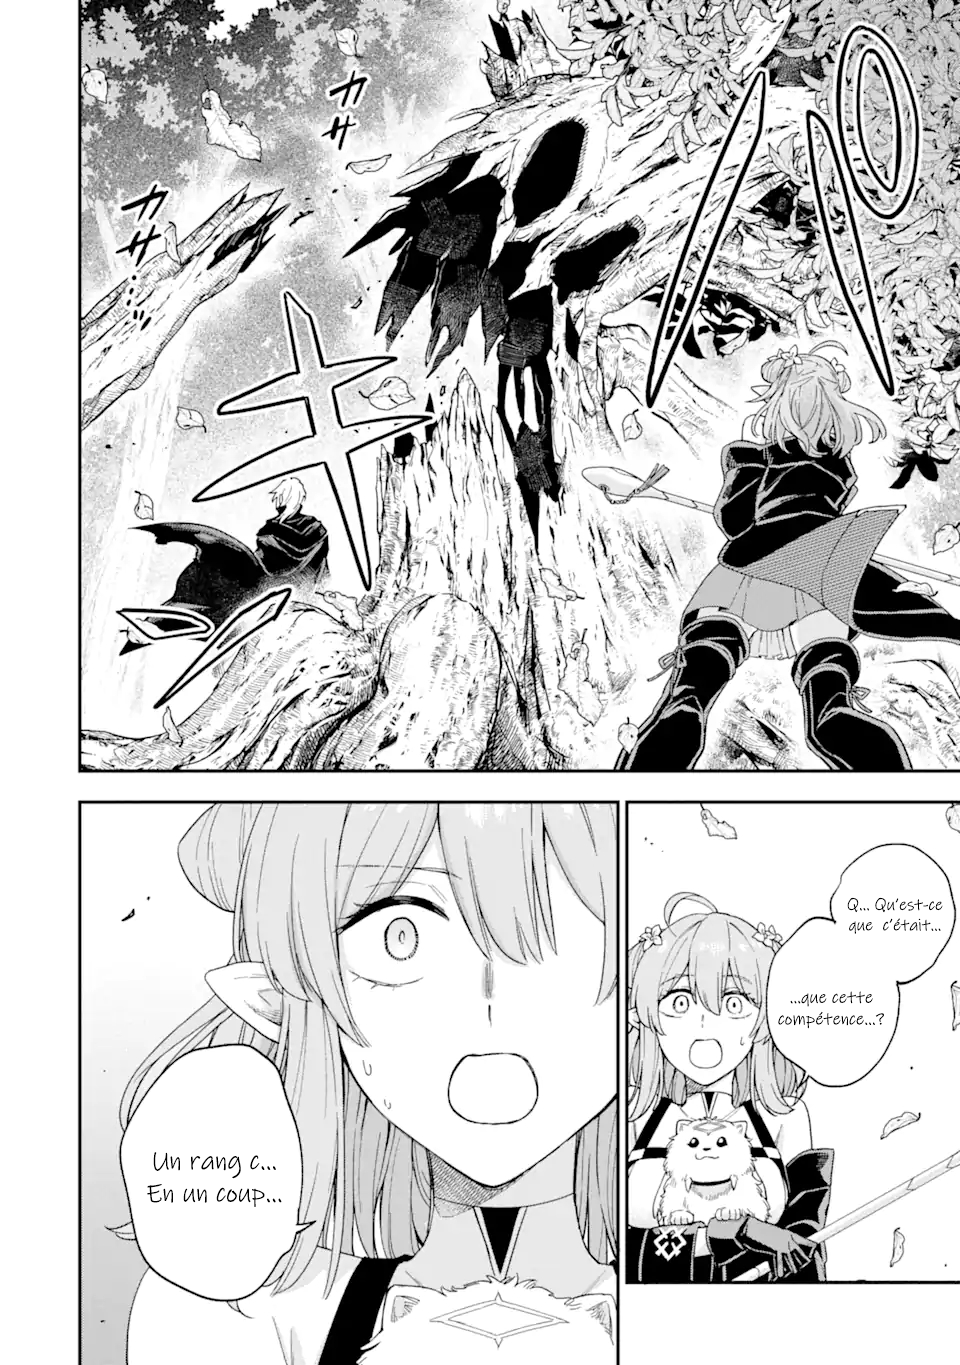 パキ
カサ
カサ…
Q... Qu'est-ce
que c'était...
...que cette
compétence...?
Un rang c...
En un coup...